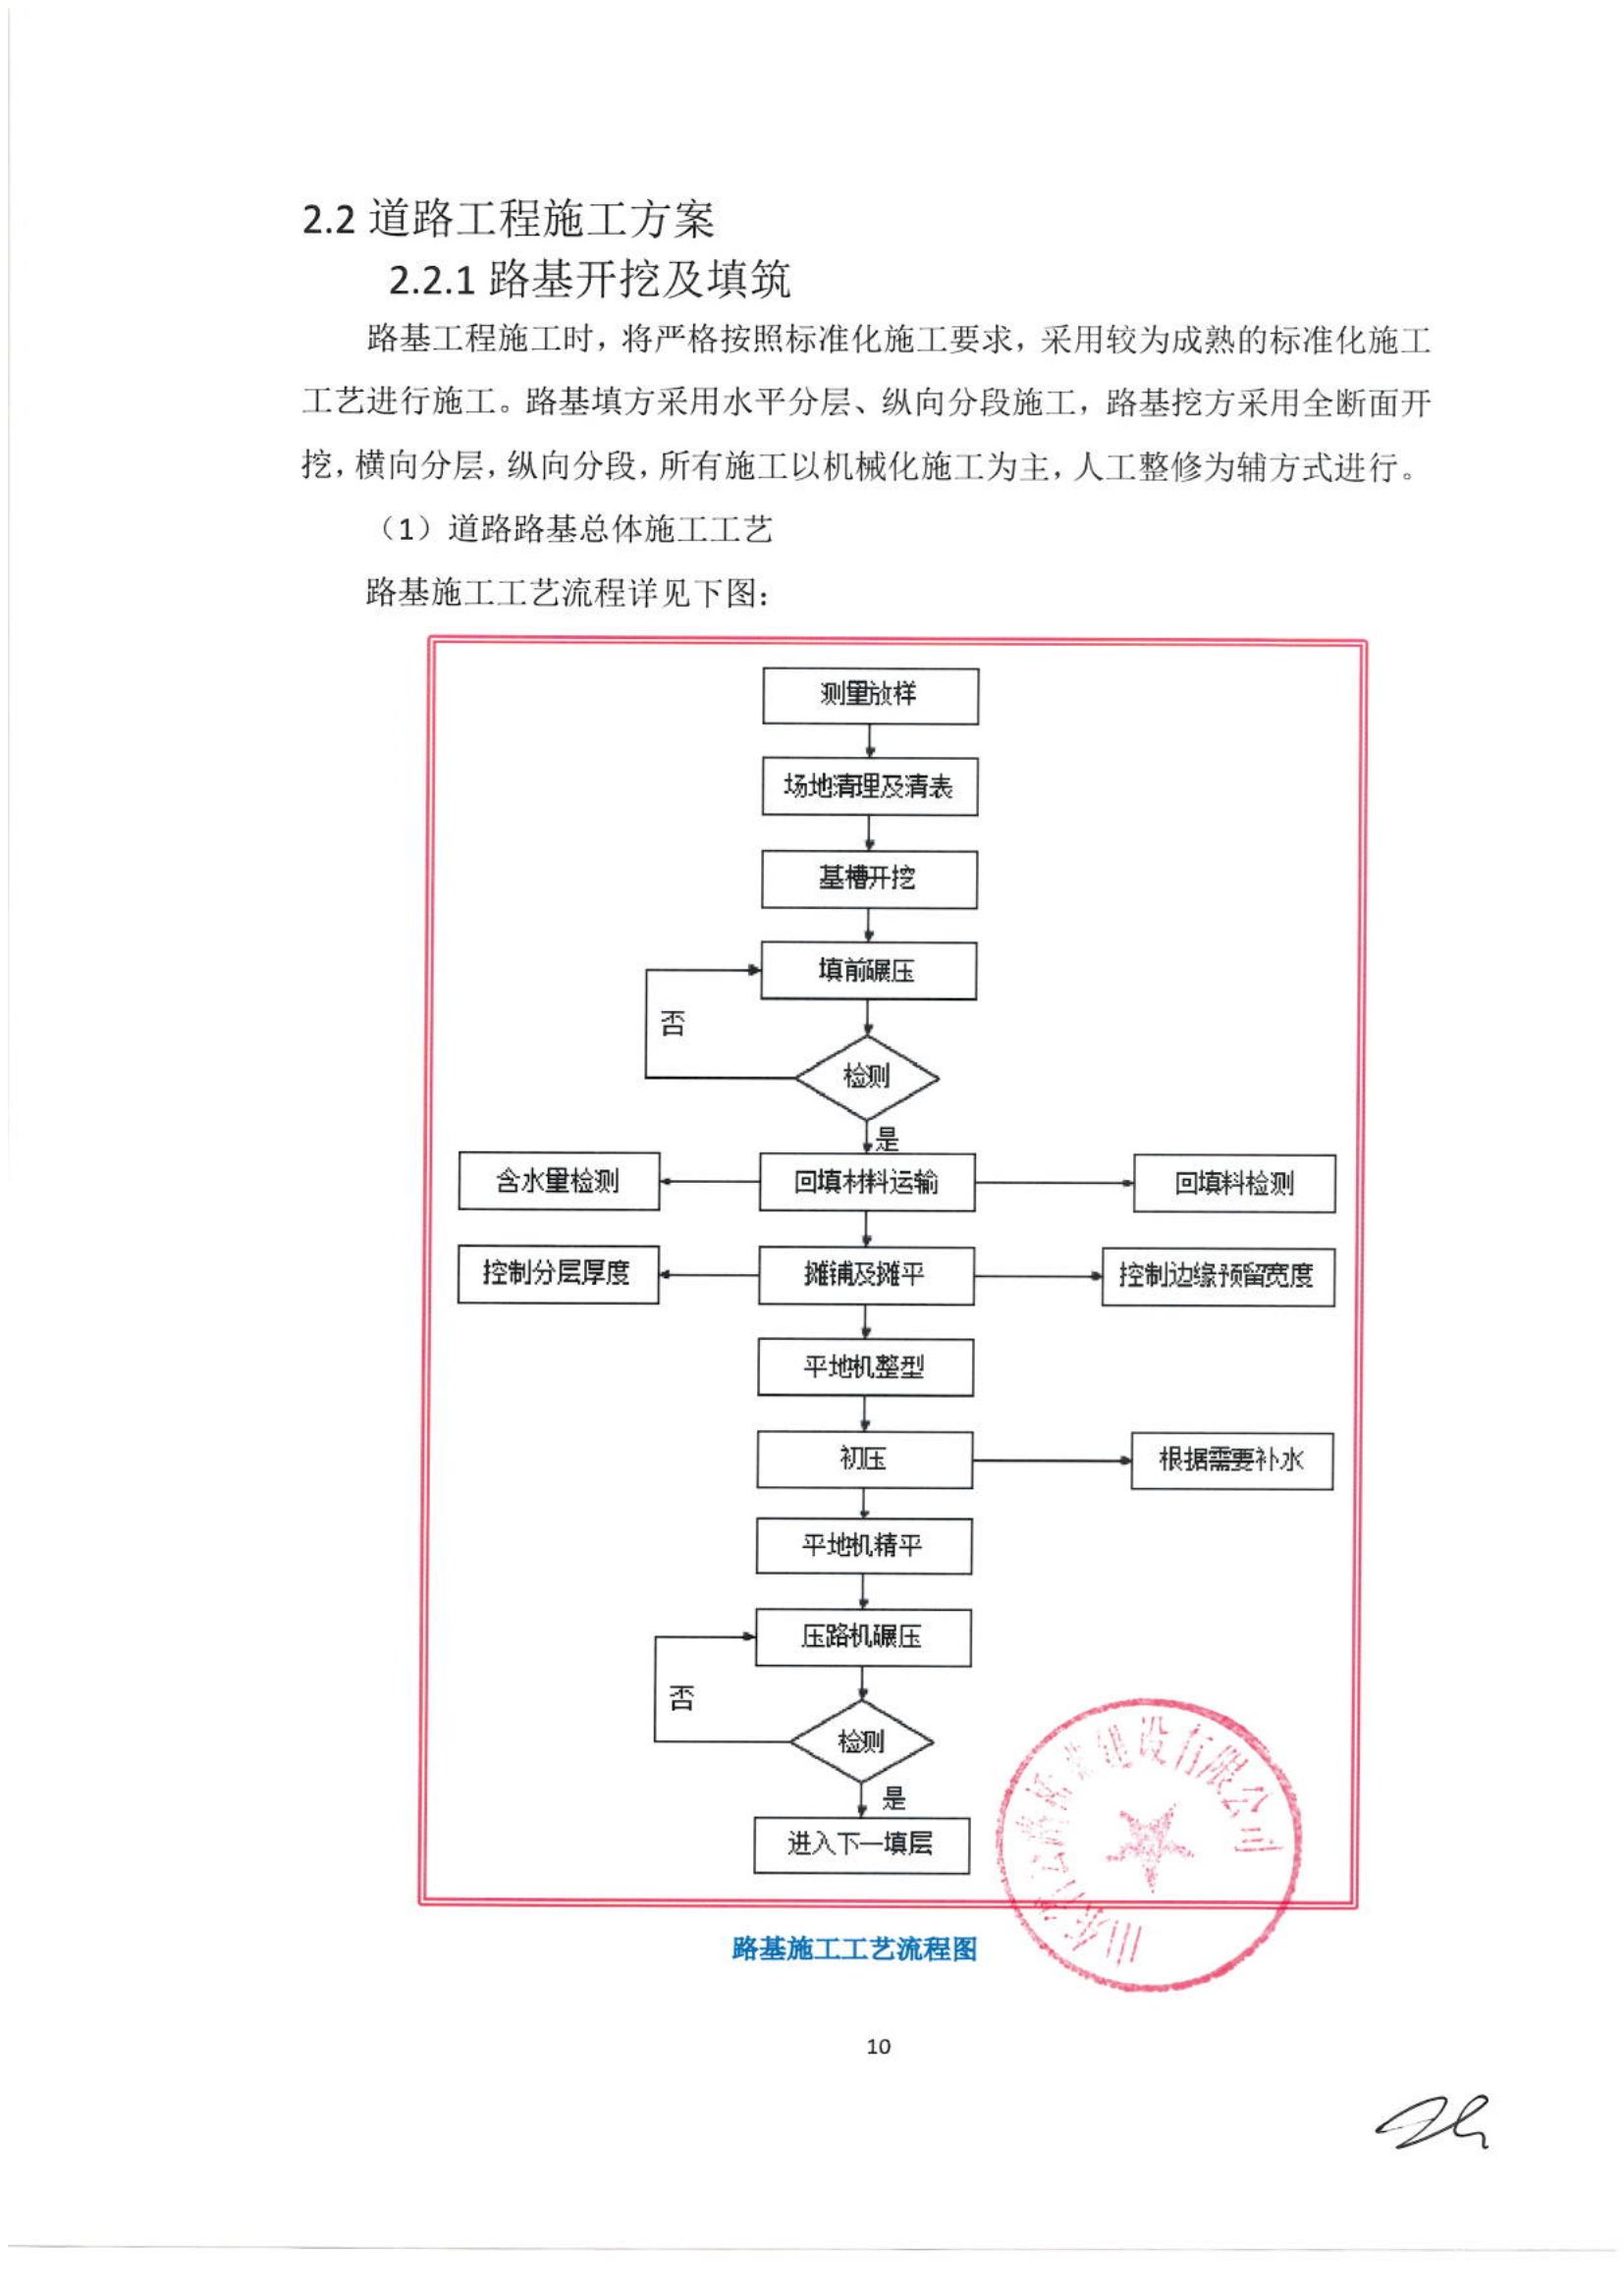 2.2 道路工程施工方案
2.2.1 路基开挖及填筑
路基工程施工时，将严格按照标准化施工要求，采用较为成熟的标准化施工
工艺进行施工。路基填方采用水平分层、纵向分段施工，路基挖方采用全断面开
挖，横向分层，纵向分段，所有施工以机械化施工为主，人工整修为辅方式进行。
（1）道路路基总体施工工艺
路基施工工艺流程详见下图：
测量放样
场地清理及清表
基槽开挖
填前碾压
否
检测
是
含水量检测
回填材料运输
回填料检测
控制分层厚度
摊铺及摊平
控制边缘预留宽度
平地机整型
初压
根据需要补水
平地机精平
压路机碾压
否
检测
是
进入下一填层
建设有限公司
路基施工工艺流程图
10